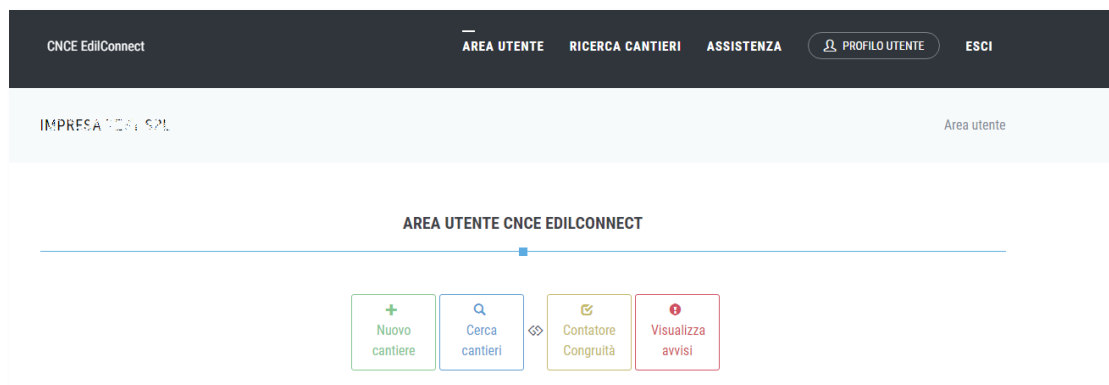 CNCE EdilConnect
AREA UTENTE RICERCA CANTIERI ASSISTENZA PROFILO UTENTE ESCI
IMPRESA SRL
Area utente
AREA UTENTE CNCE EDILCONNECT
Nuovo cantiere
Cerca cantieri
Contatore Congruità
Visualizza avvisi